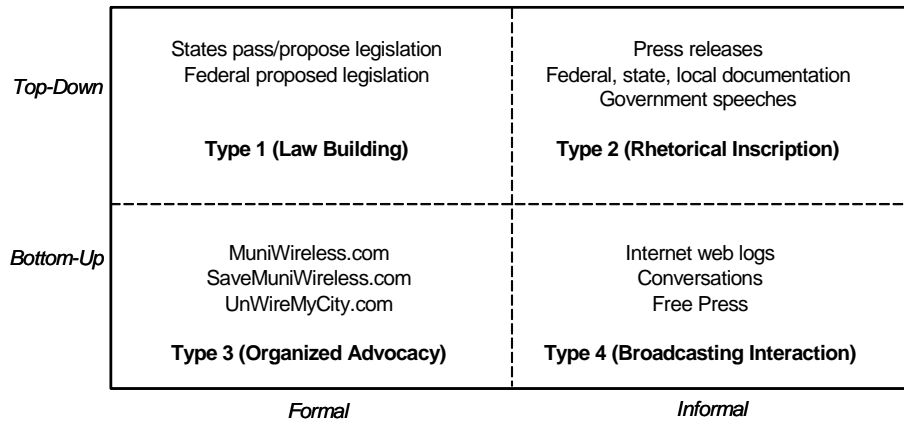 Top-Down
States pass/propose legislation
Federal proposed legislation
Type 1 (Law Building)
Press releases
Federal, state, local documentation
Government speeches
Type 2 (Rhetorical Inscription)
Bottom-Up
MuniWireless.com
SaveMuniWireless.com
UnWireMyCity.com
Type 3 (Organized Advocacy)
Internet web logs
Conversations
Free Press
Type 4 (Broadcasting Interaction)
Formal
Informal